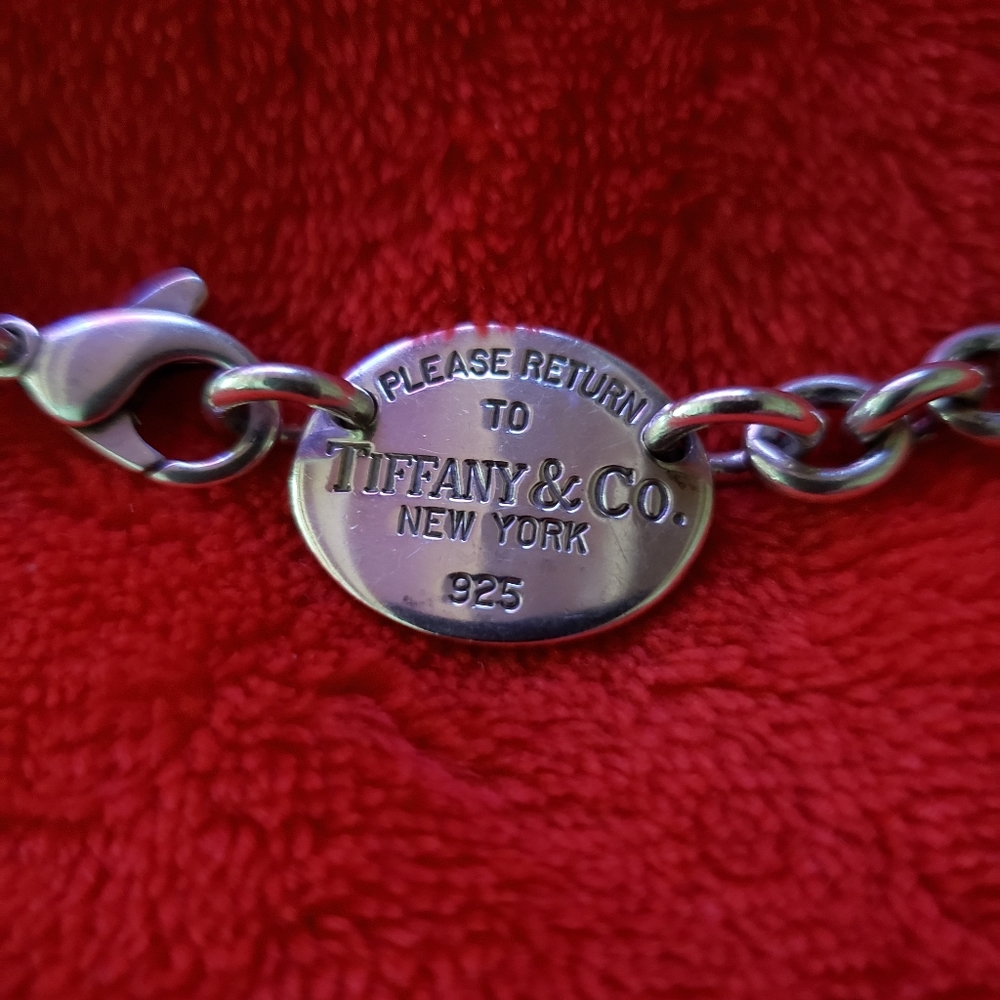 PLEASE RETURN
TO
TIFFANY & CO.
NEW YORK
925